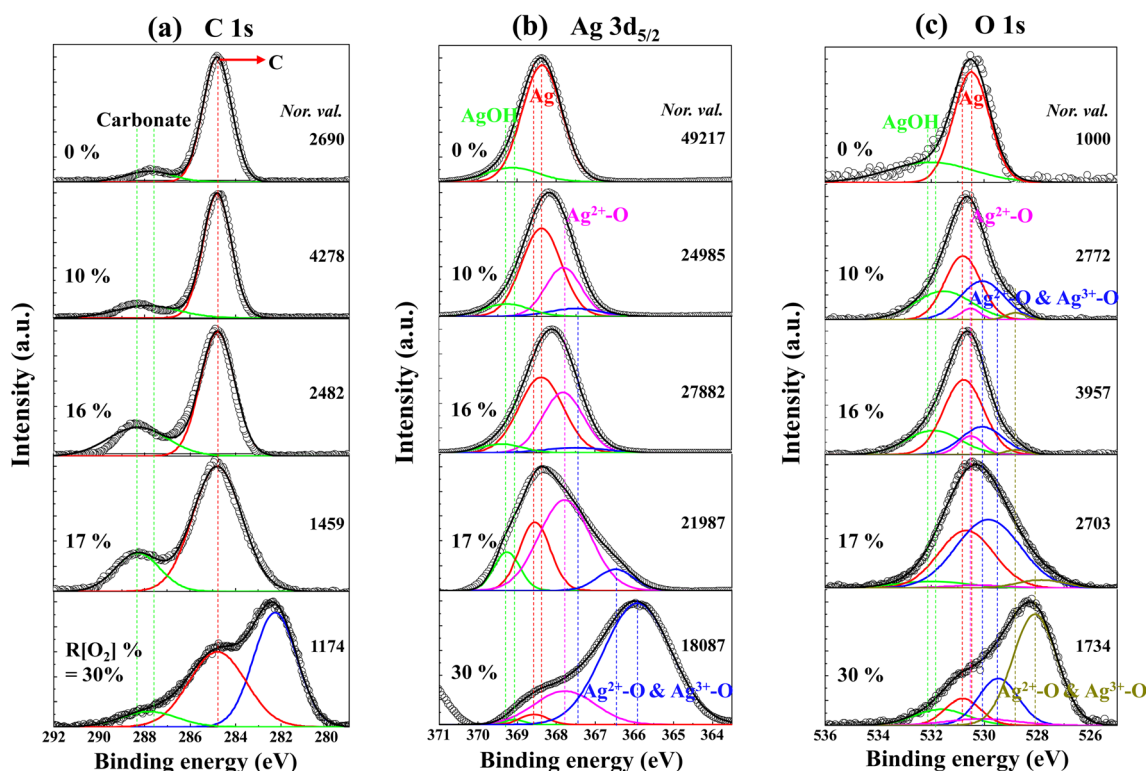 (a) C 1s
C
Nor. val.
Carbonate
2690
0 %
4278
10 %
2482
16 %
1459
17 %
R[O₂] %
= 30%
1174
292 290 288 286 284 282 280
Binding energy (eV)
Intensity (a.u.)
(b) Ag 3d₅/₂
AgOH
Ag
Nor. val.
49217
0 %
Ag²⁺-O
24985
10 %
27882
16 %
21987
17 %
18087
30 %
Ag²⁺-O & Ag³⁺-O
371 370 369 368 367 366 365 364
Binding energy (eV)
Intensity (a.u.)
(c) O 1s
Ag
Nor. val.
AgOH
1000
0 %
Ag²⁺-O
2772
10 %
Ag²⁺-O & Ag³⁺-O
3957
16 %
2703
17 %
1734
30 %
Ag²⁺-O & Ag³⁺-O
536 534 532 530 528 526
Binding energy (eV)
Intensity (a.u.)